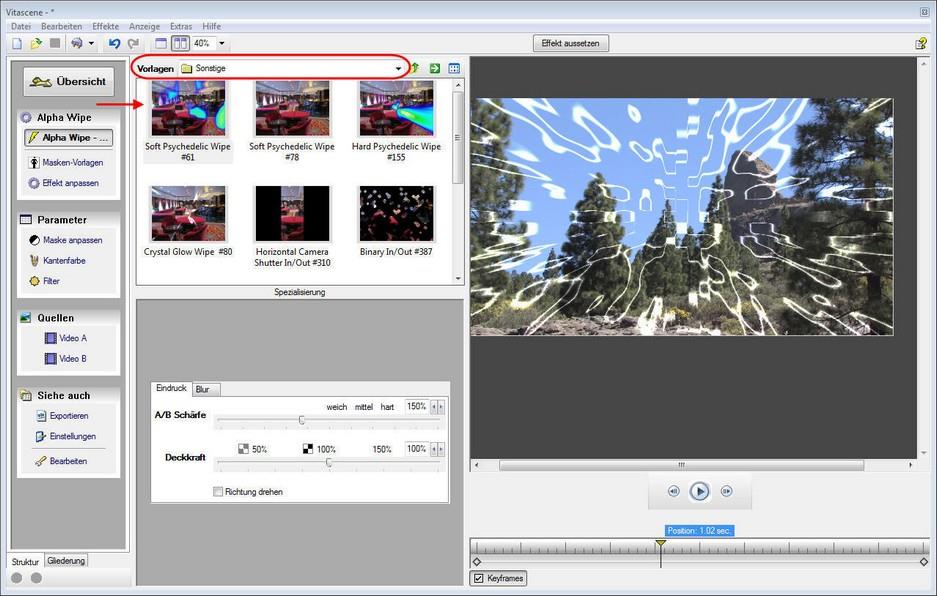 Vitascene - *
Datei Bearbeiten Effekte Anzeige Extras Hilfe
40%
Effekt aussetzen
Übersicht
Vorlagen Sonstige
Alpha Wipe
Alpha Wipe - ...
Masken-Vorlagen
Effekt anpassen
Parameter
Maske anpassen
Kantenfarbe
Filter
Quellen
Video A
Video B
Siehe auch
Exportieren
Einstellungen
Bearbeiten
Struktur Gliederung
Soft Psychedelic Wipe #61
Soft Psychedelic Wipe #78
Hard Psychedelic Wipe #155
Crystal Glow Wipe #80
Horizontal Camera Shutter In/Out #310
Binary In/Out #387
Spezialisierung
Eindruck Blur
weich mittel hart 150%
A/B Schärfe
50% 100% 150% 100%
Deckkraft
Richtung drehen
Position: 1.02 sec.
Keyframes